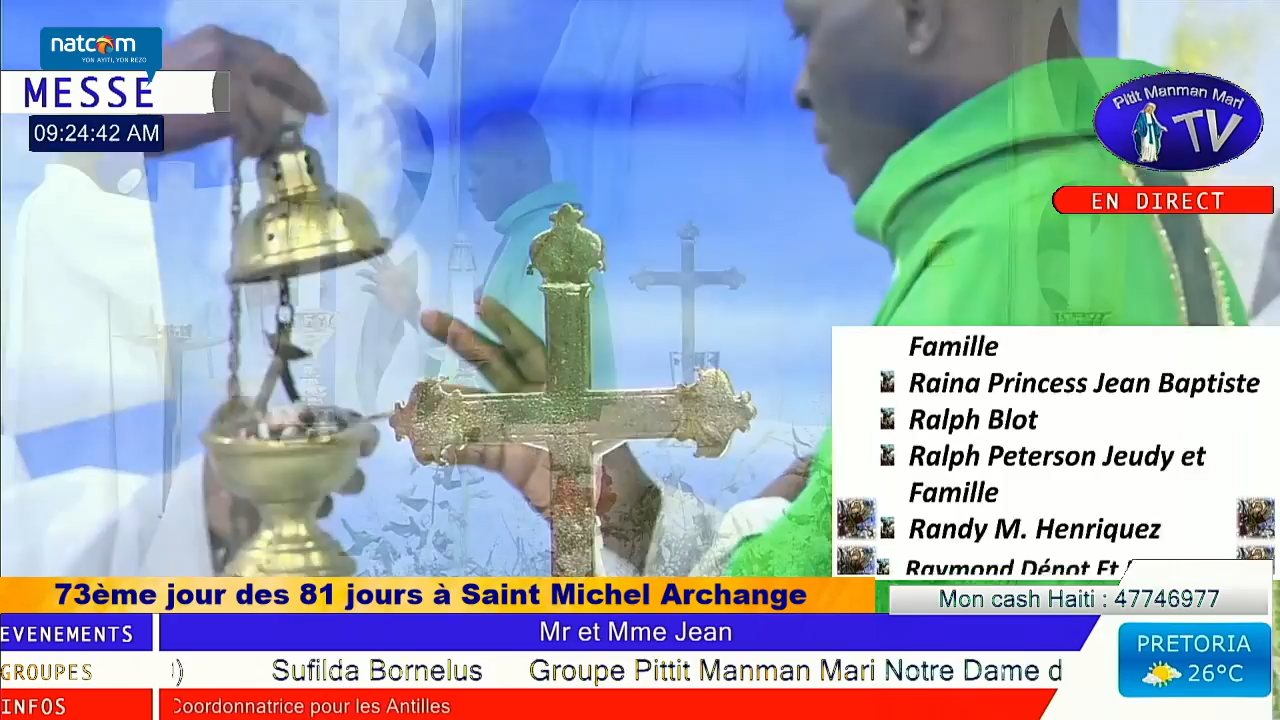 natcom
YON AYITI, YON REZO
MESSE
09:24:42 AM
Pittit Manman Mari
TV
EN DIRECT
Famille
Raina Princess Jean Baptiste
Ralph Blot
Ralph Peterson Jeudy et
Famille
Randy M. Henriquez
Raymond Dénot Et
73ème jour des 81 jours à Saint Michel Archange
Mon cash Haiti : 47746977
EVENEMENTS
Mr et Mme Jean
PRETORIA
26°C
GROUPES
) Sufilda Bornelus Groupe Pittit Manman Mari Notre Dame d
INFOS
Coordonnatrice pour les Antilles